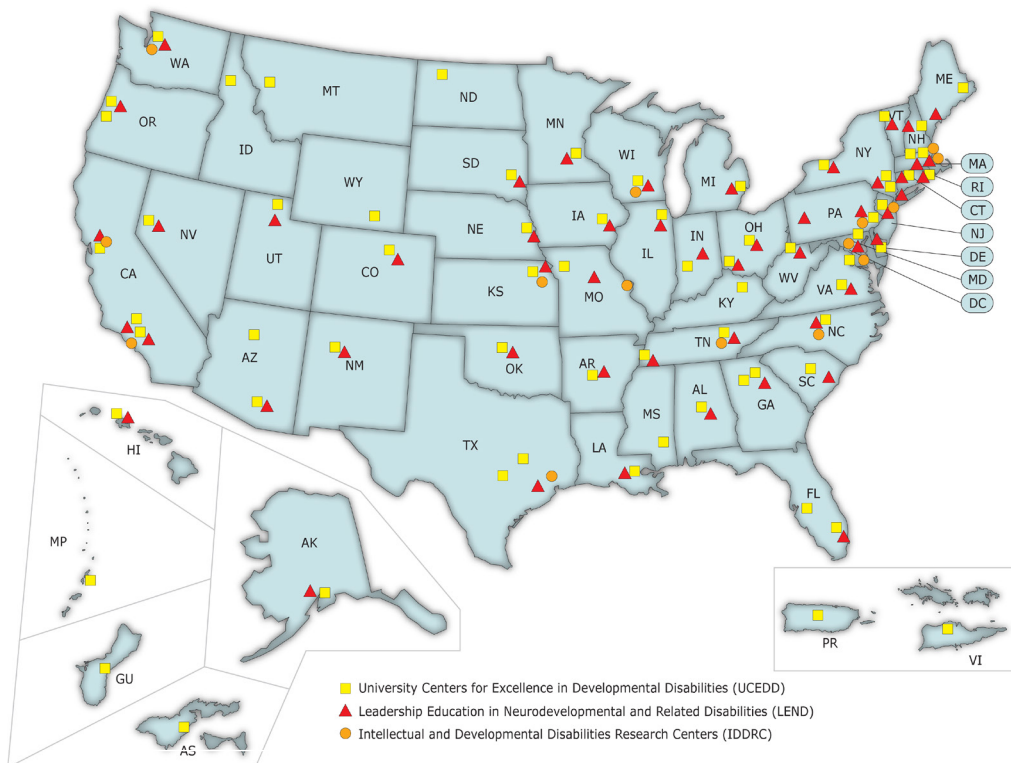 WA
MT
ND
MN
ME
VT
NH
OR
ID
SD
WI
MI
NY
MA
RI
CT
NJ
DE
MD
DC
WY
NE
IA
PA
NV
UT
CO
IL
IN
OH
CA
KS
MO
WV
VA
KY
AZ
NM
OK
AR
TN
NC
SC
MS
AL
GA
TX
LA
FL
HI
MP
AK
GU
AS
PR
VI
University Centers for Excellence in Developmental Disabilities (UCEDD)
Leadership Education in Neurodevelopmental and Related Disabilities (LEND)
Intellectual and Developmental Disabilities Research Centers (IDDRC)